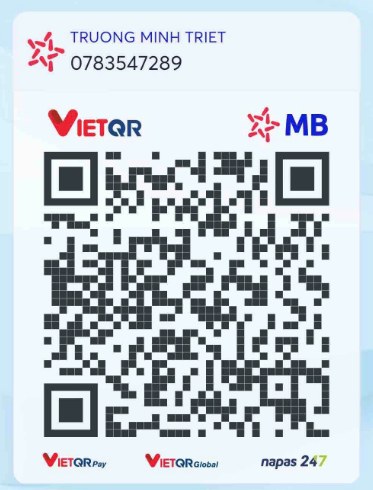 TRUONG MINH TRIET
0783547289
VIETQR
MB
VIETQR Pay
VIETQR Global
napas 247